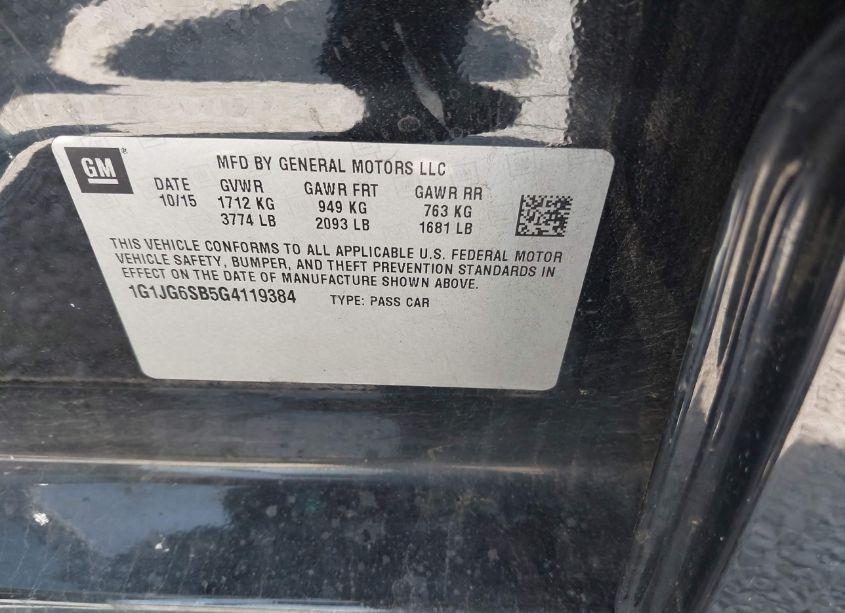 GM
MFD BY GENERAL MOTORS LLC
DATE GVWR GAWR FRT GAWR RR
10/15 1712 KG 949 KG 763 KG
3774 LB 2093 LB 1681 LB
THIS VEHICLE CONFORMS TO ALL APPLICABLE U.S. FEDERAL MOTOR
VEHICLE SAFETY, BUMPER, AND THEFT PREVENTION STANDARDS IN
EFFECT ON THE DATE OF MANUFACTURE SHOWN ABOVE.
1G1JG6SB5G4119384 TYPE: PASS CAR